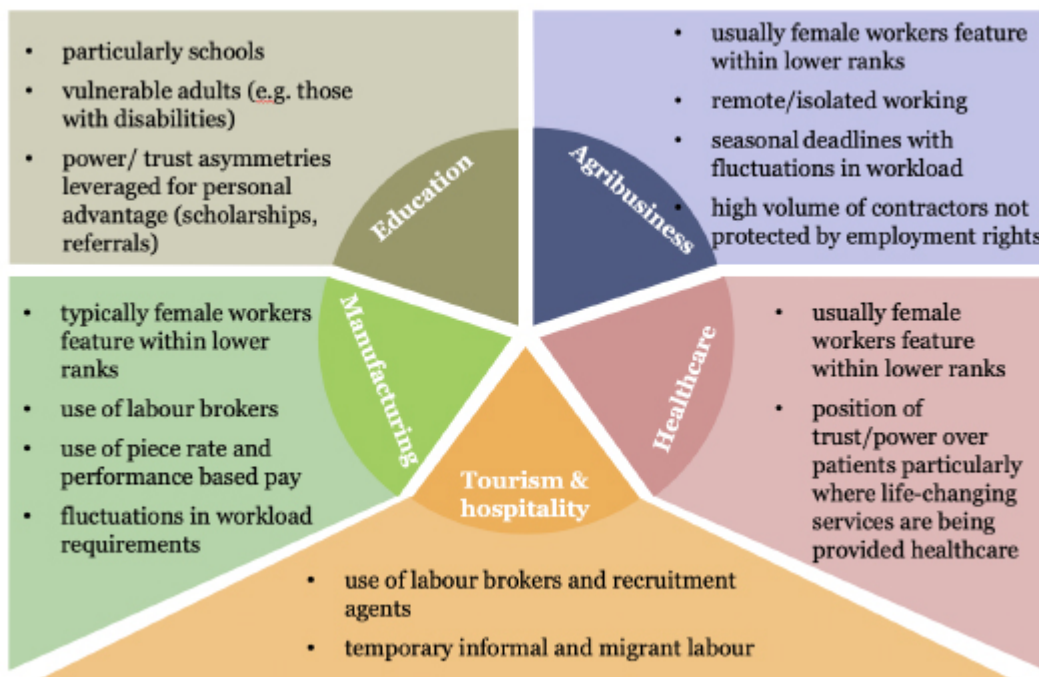 • particularly schools
• vulnerable adults (e.g. those
with disabilities)
• power/ trust asymmetries
leveraged for personal
advantage (scholarships,
referrals)
Education
• usually female workers feature
within lower ranks
• remote/isolated working
• seasonal deadlines with
fluctuations in workload
• high volume of contractors not
protected by employment rights
Agribusiness
• typically female workers
feature within lower
ranks
• use of labour brokers
• use of piece rate and
performance based pay
• fluctuations in workload
requirements
Manufacturing
• usually female
workers feature
within lower ranks
• position of
trust/power over
patients particularly
where life-changing
services are being
provided healthcare
Healthcare
Tourism &
hospitality
• use of labour brokers and recruitment
agents
• temporary informal and migrant labour